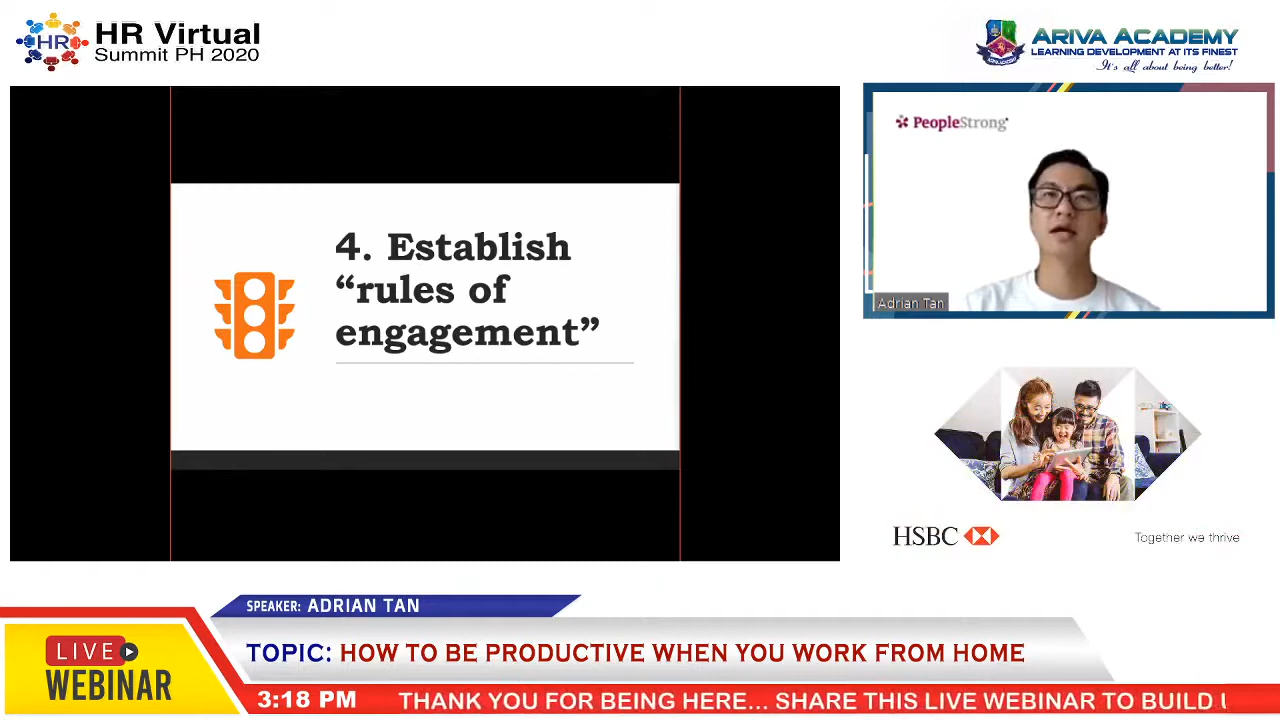 HR
HR Virtual
Summit PH 2020
ARIVA ACADEMY
LEARNING DEVELOPMENT AT ITS FINEST
It's all about being better!
4. Establish
“rules of
engagement”
PeopleStrong
Adrian Tan
HSBC
Together we thrive
SPEAKER: ADRIAN TAN
TOPIC: HOW TO BE PRODUCTIVE WHEN YOU WORK FROM HOME
LIVE
WEBINAR
3:18 PM
THANK YOU FOR BEING HERE... SHARE THIS LIVE WEBINAR TO BUILD